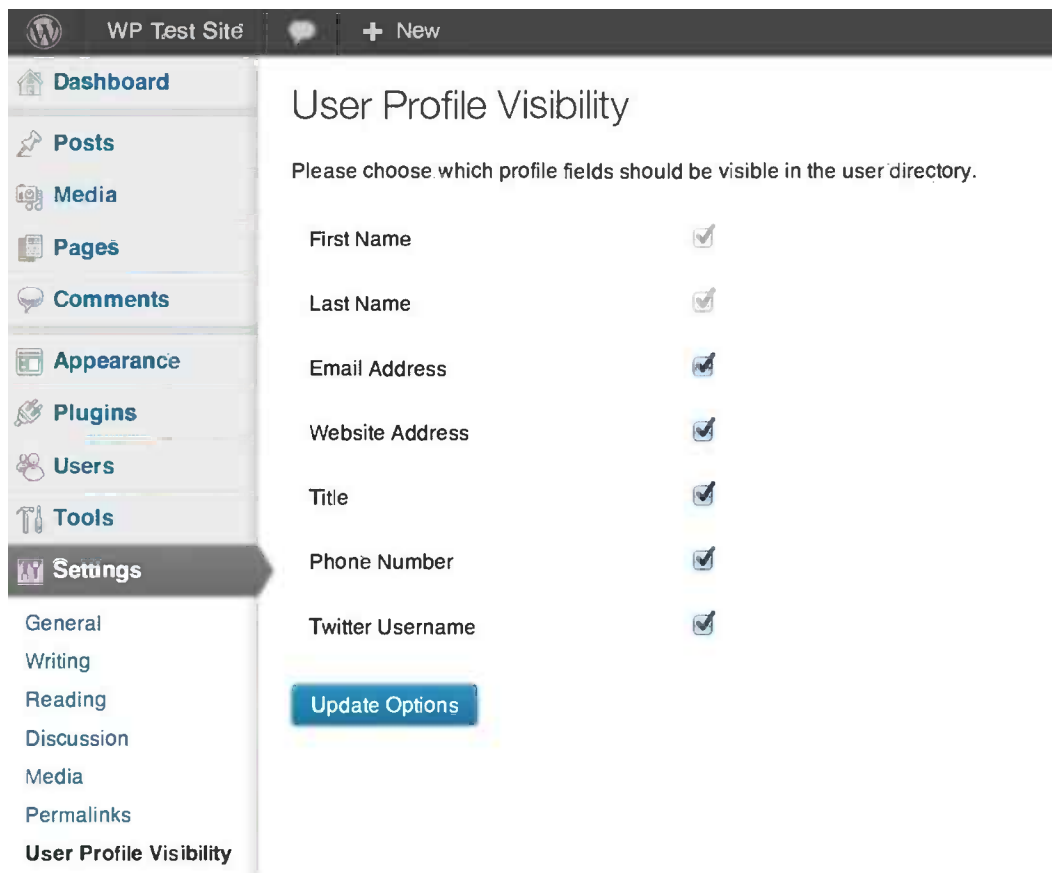 WP Test Site
+ New
Dashboard
Posts
Media
Pages
Comments
Appearance
Plugins
Users
Tools
Settings
General
Writing
Reading
Discussion
Media
Permalinks
User Profile Visibility
User Profile Visibility
Please choose which profile fields should be visible in the user directory.
First Name
Last Name
Email Address
Website Address
Title
Phone Number
Twitter Username
Update Options